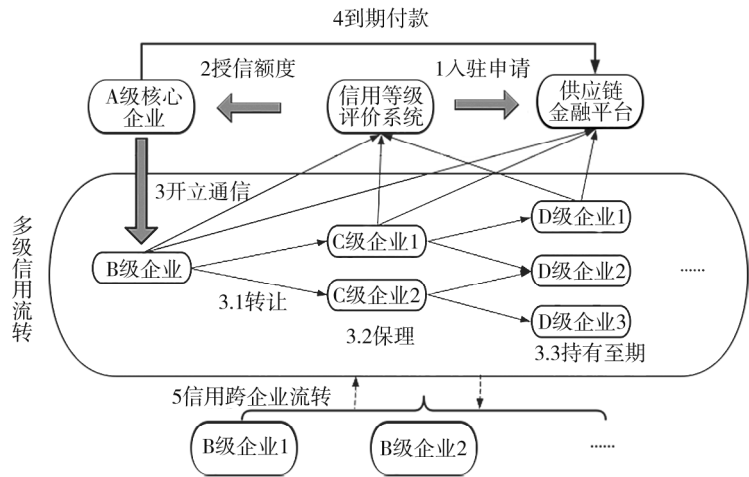 4到期付款
2授信额度
1入驻申请
A级核心
企业
信用等级
评价系统
供应链
金融平台
3开立通信
多级信用流转
B级企业
C级企业1
C级企业2
D级企业1
D级企业2
D级企业3
......
3.1转让
3.2保理
3.3持有至期
5信用跨企业流转
B级企业1
B级企业2
......